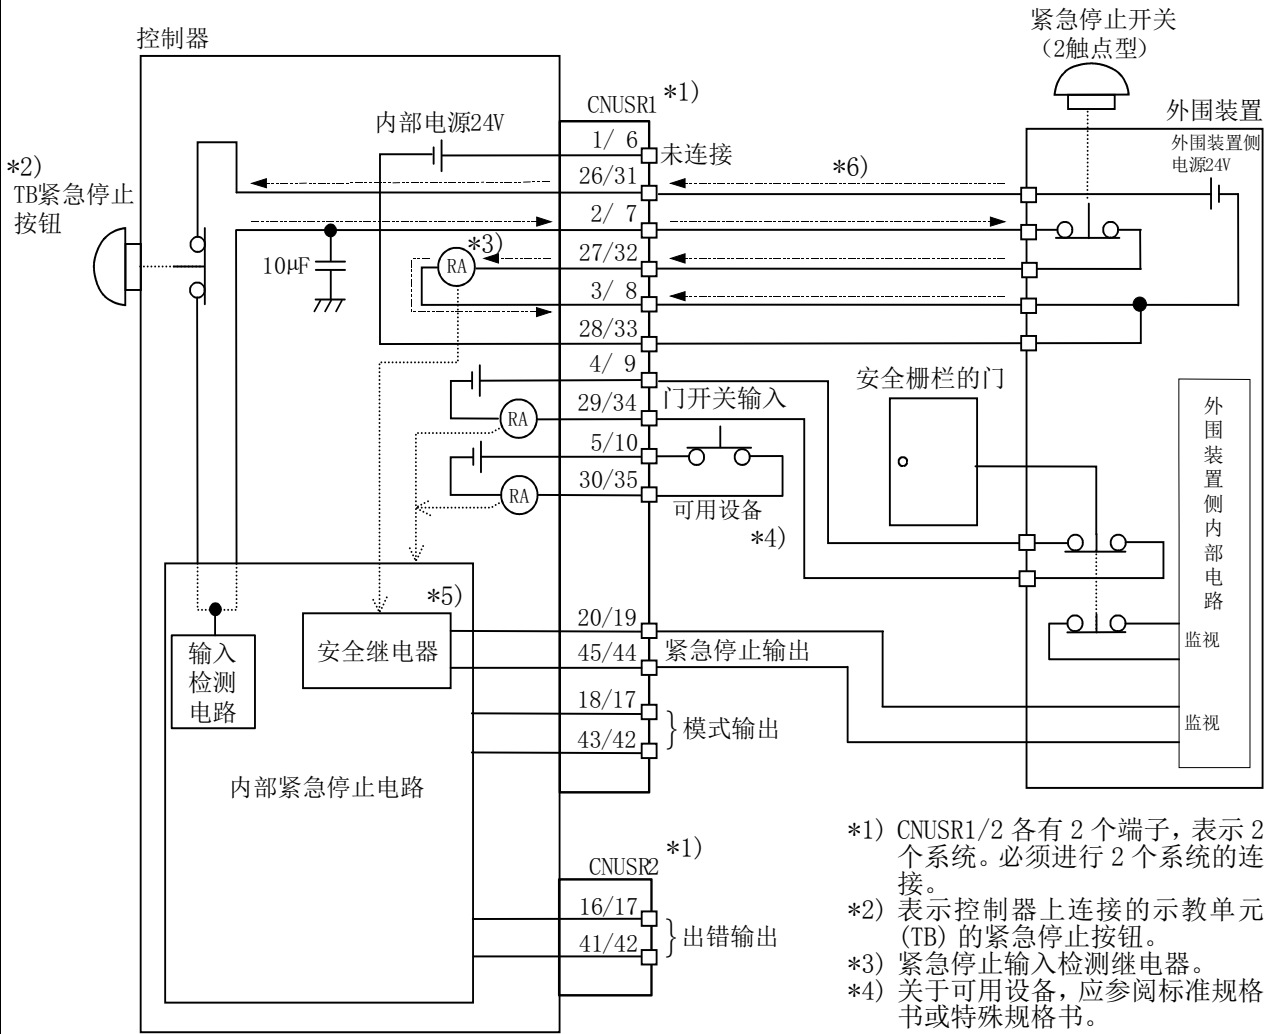 紧急停止开关
（2触点型）
控制器
CNUSR1
*1)
外围装置
外围装置侧
电源24V
内部电源24V
1/ 6
未连接
*6)
26/31
*2)
TB紧急停止
按钮
2/ 7
*3)
27/32
10μF
RA
3/ 8
28/33
4/ 9
安全栅栏的门
29/34
门开关输入
RA
5/10
30/35
RA
可用设备
*4)
外围装置侧内部电路
*5)
20/19
安全继电器
45/44
紧急停止输出
监视
输入
检测
电路
18/17
模式输出
43/42
监视
内部紧急停止电路
CNUSR2
*1)
16/17
出错输出
41/42
*1) CNUSR1/2 各有 2 个端子，表示 2
个系统。必须进行 2 个系统的连
接。
*2) 表示控制器上连接的示教单元
(TB) 的紧急停止按钮。
*3) 紧急停止输入检测继电器。
*4) 关于可用设备，应参阅标准规格
书或特殊规格书。